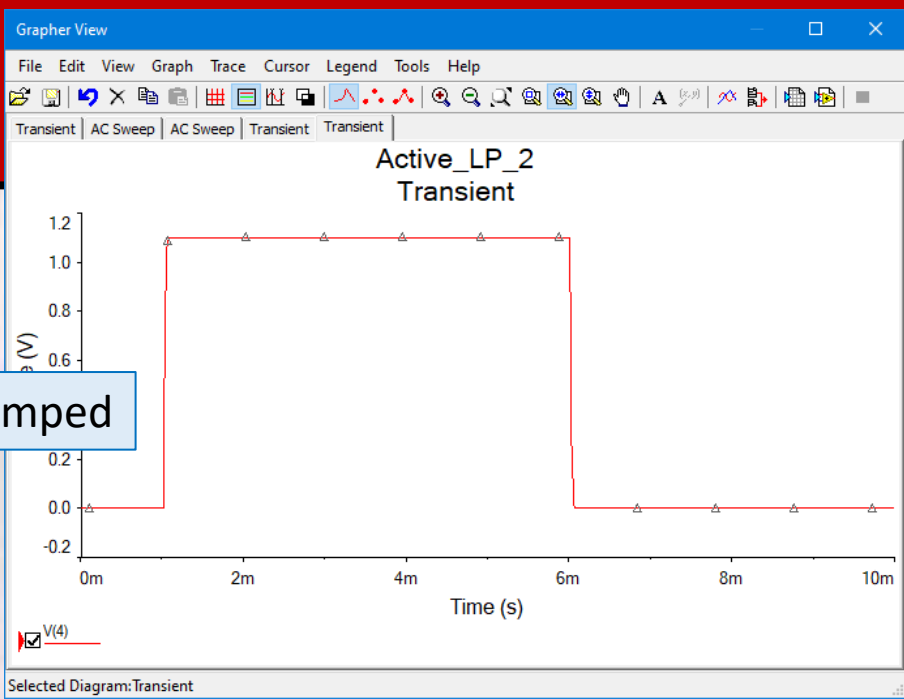 Grapher View
File Edit View Graph Trace Cursor Legend Tools Help
A (x,y)
Transient AC Sweep AC Sweep Transient Transient
Active_LP_2
Transient
1.2
1.0
0.8
(V)
0.6
mped
0.2
0.0
-0.2
0m 2m 4m 6m 8m 10m
Time (s)
V(4)
Selected Diagram:Transient